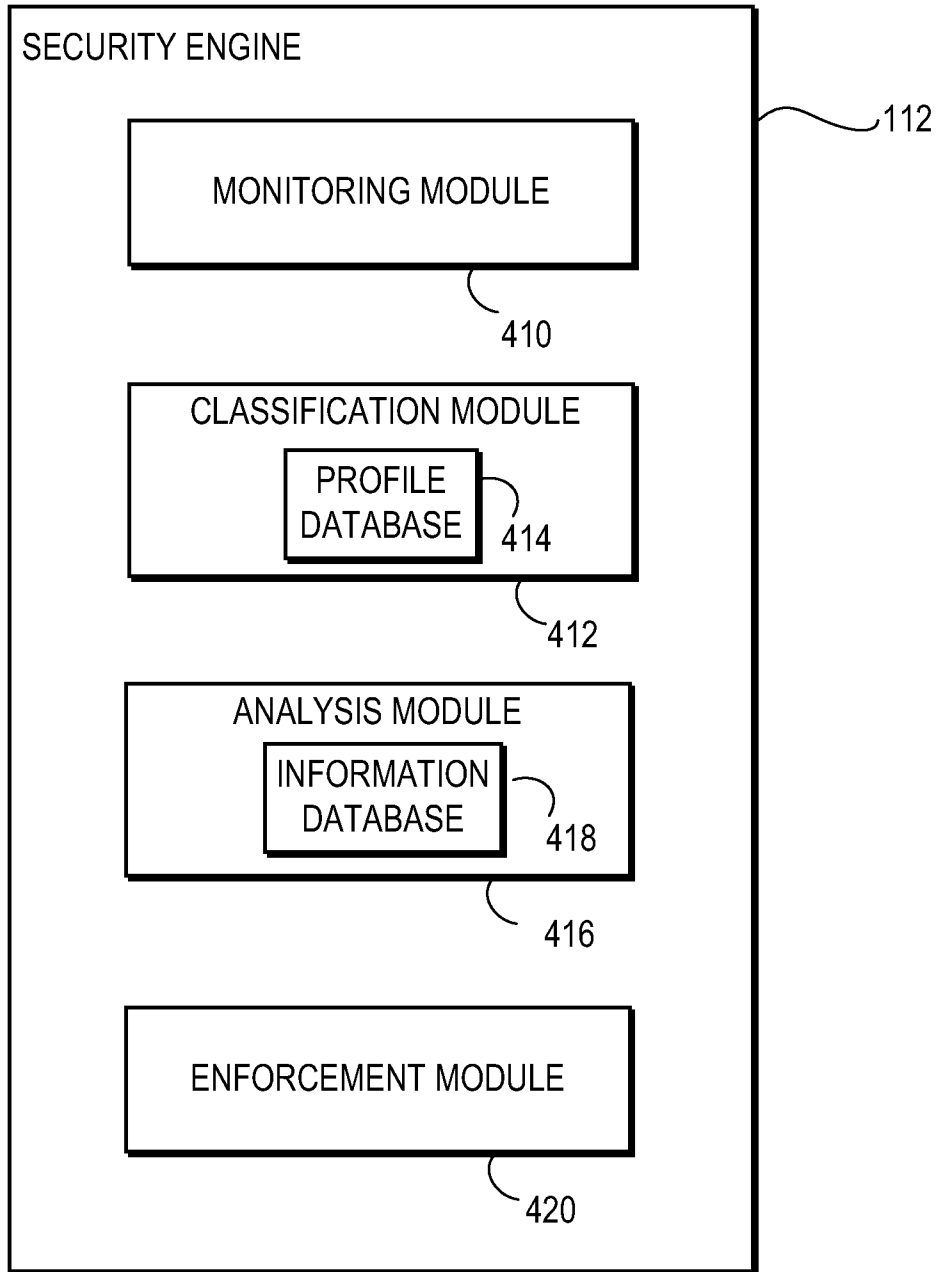 SECURITY ENGINE
112
MONITORING MODULE
410
CLASSIFICATION MODULE
PROFILE
DATABASE
414
412
ANALYSIS MODULE
INFORMATION
DATABASE
418
416
ENFORCEMENT MODULE
420